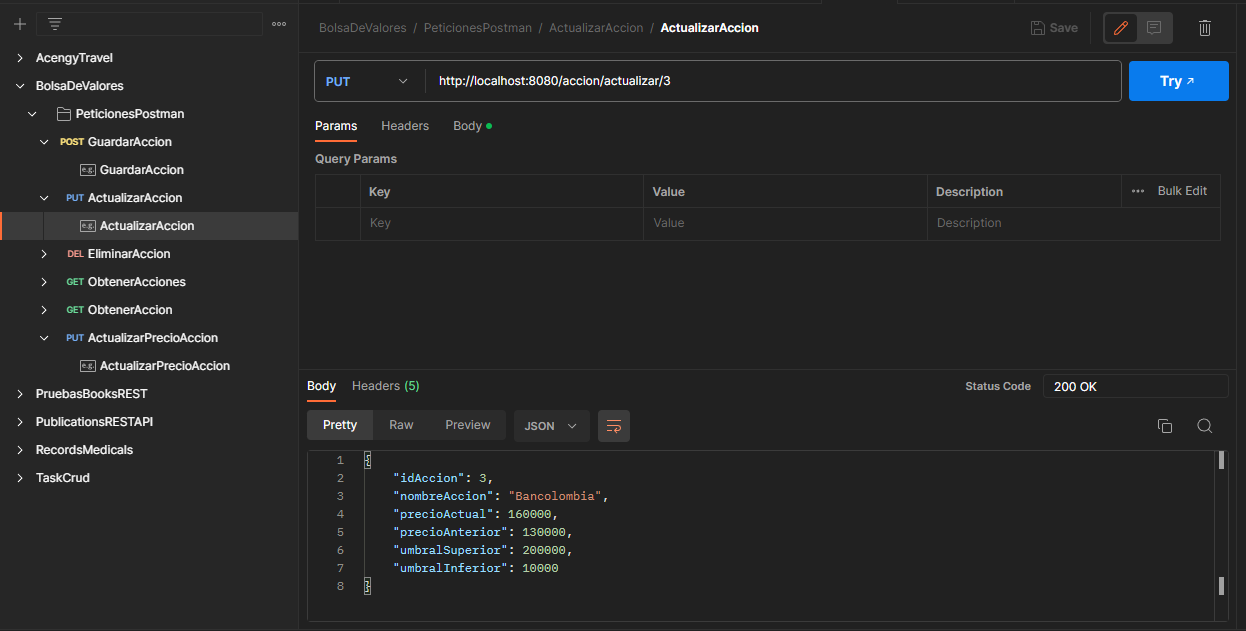 AcengyTravel
BolsaDeValores
PeticionesPostman
POST GuardarAccion
e.g. GuardarAccion
PUT ActualizarAccion
e.g. ActualizarAccion
DEL EliminarAccion
GET ObtenerAcciones
GET ObtenerAccion
PUT ActualizarPrecioAccion
e.g. ActualizarPrecioAccion
PruebasBooksREST
PublicationsRESTAPI
RecordsMedicals
TaskCrud
BolsaDeValores / PeticionesPostman / ActualizarAccion / ActualizarAccion
Save
PUT http://localhost:8080/accion/actualizar/3
Try ↗
Params Headers Body
Query Params
Key Value Description ••• Bulk Edit
Key Value Description
Body Headers (5) Status Code 200 OK
Pretty Raw Preview JSON
1 {
2 "idAccion": 3,
3 "nombreAccion": "Bancolombia",
4 "precioActual": 160000,
5 "precioAnterior": 130000,
6 "umbralSuperior": 200000,
7 "umbralInferior": 10000
8 }